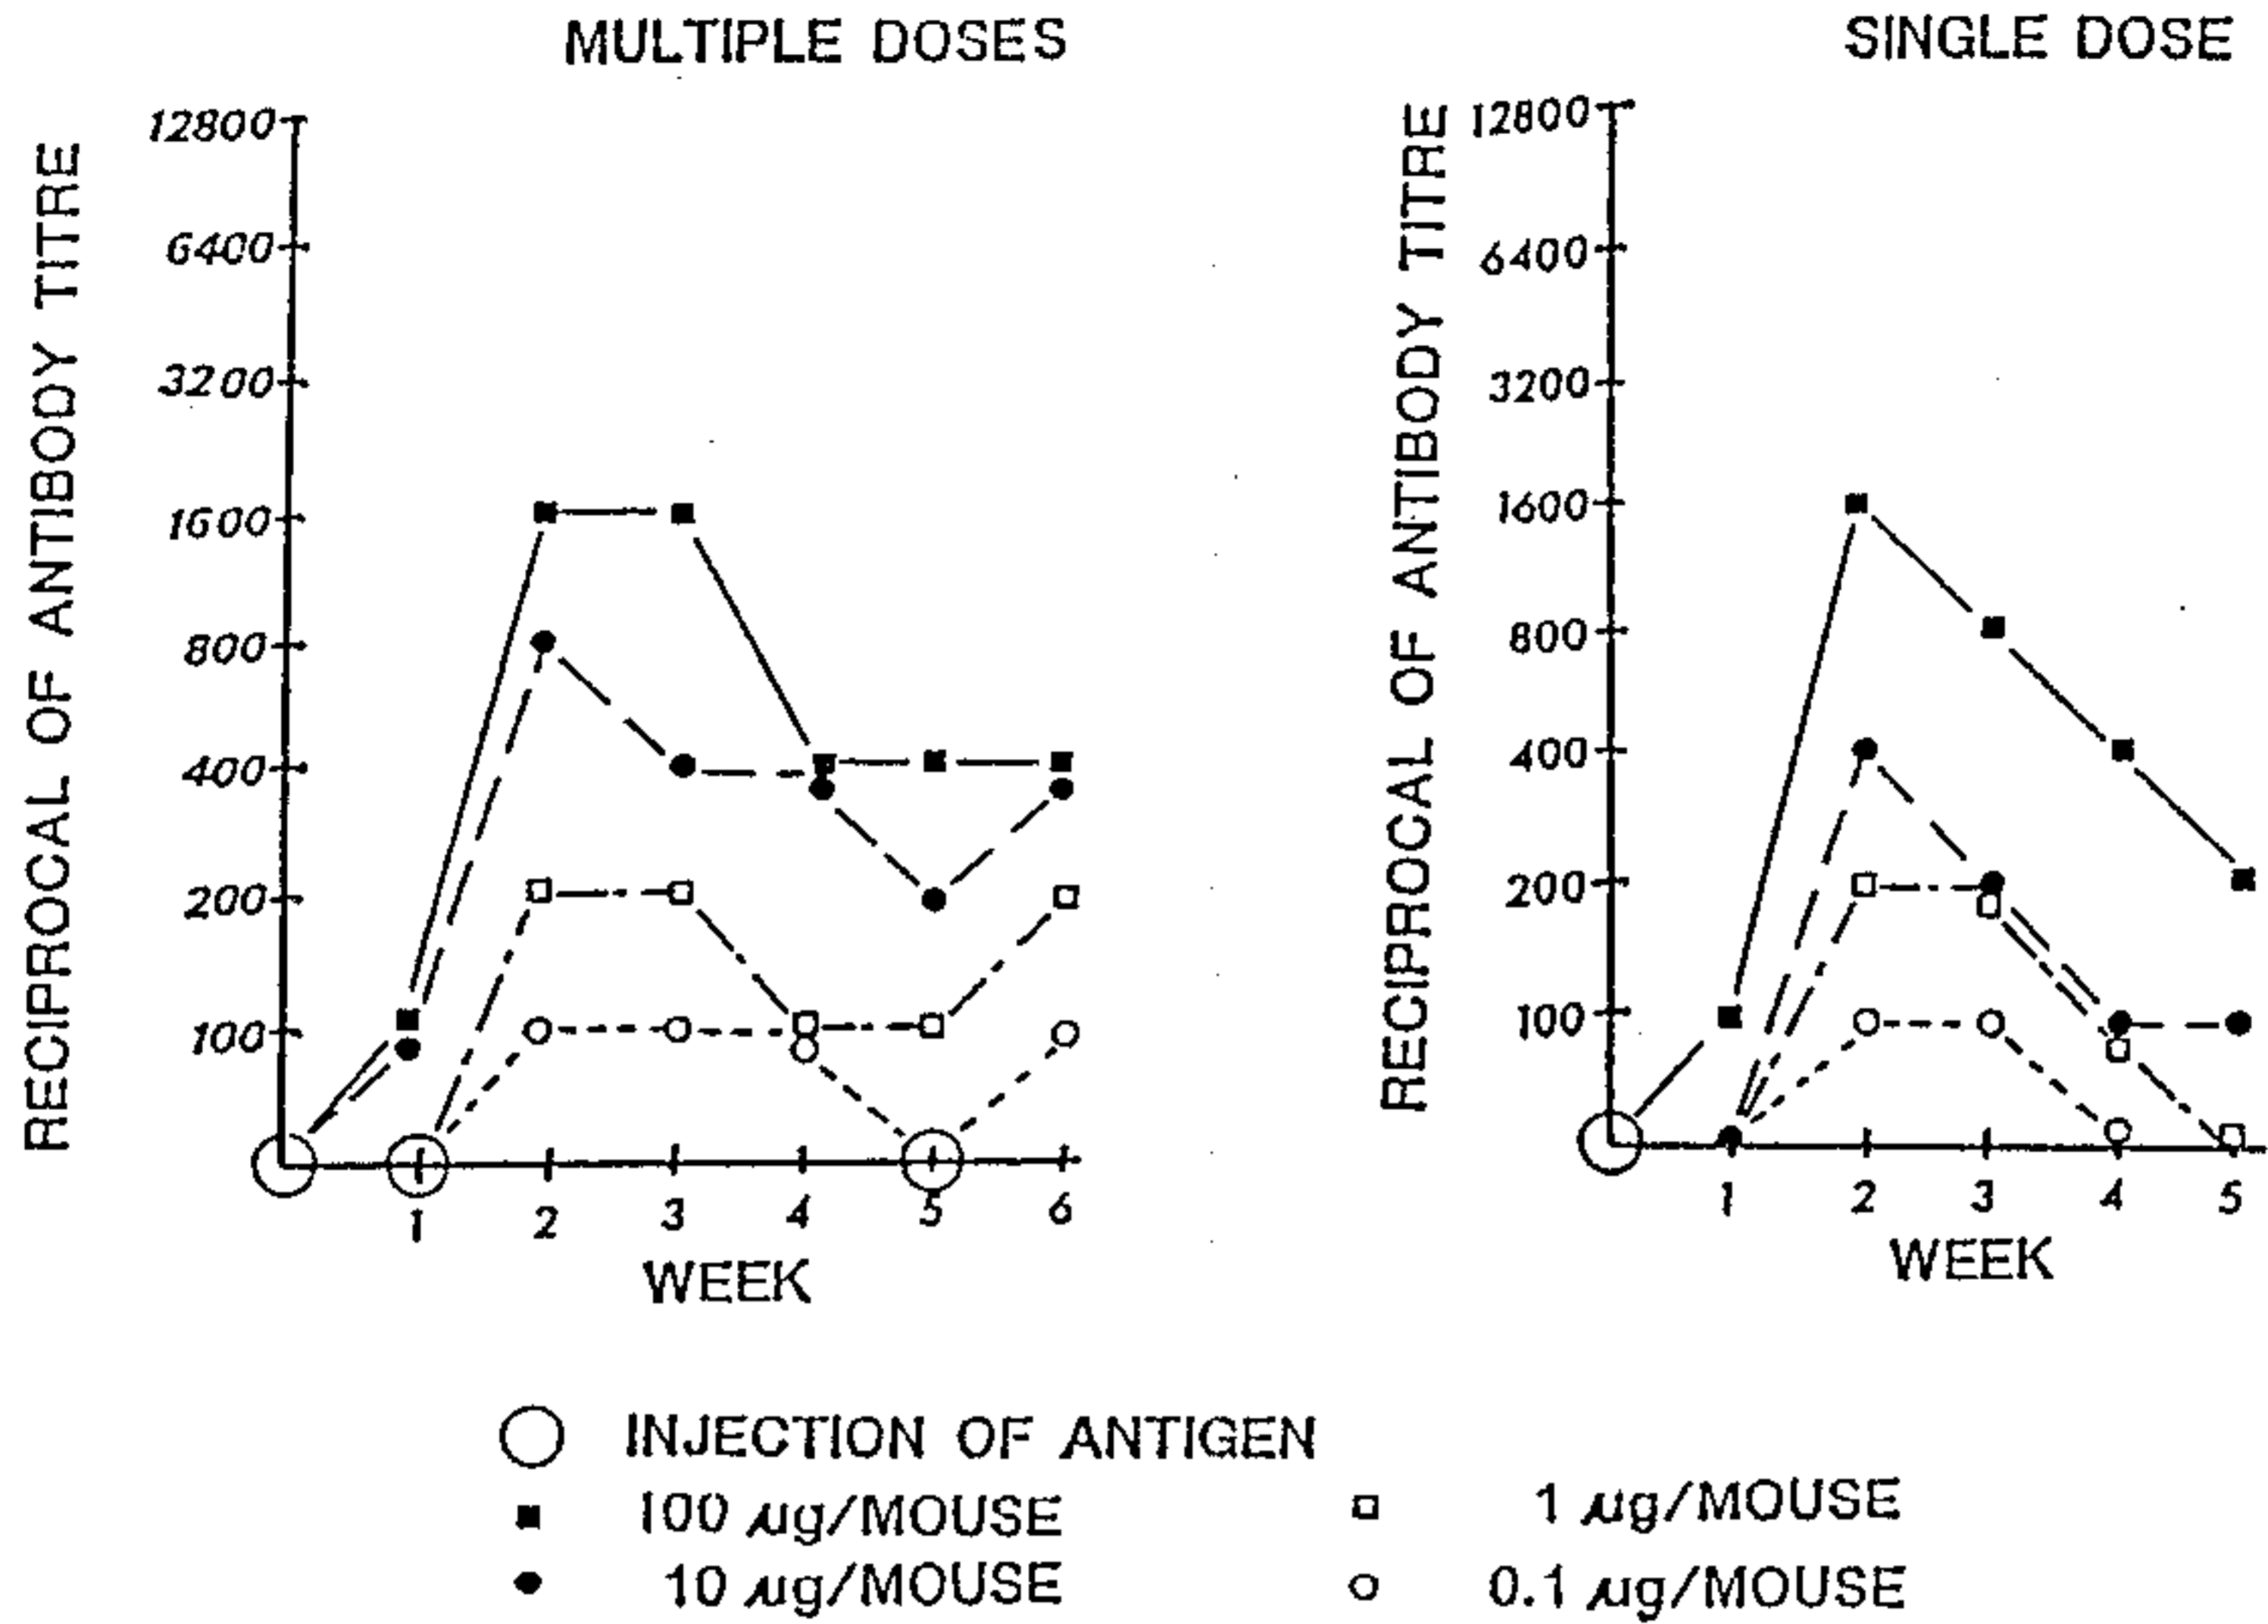 MULTIPLE DOSES
RECIPROCAL OF ANTIBODY TITRE
12800
6400
3200
1600
800
400
200
100
1 2 3 4 5 6
WEEK
SINGLE DOSE
RECIPROCAL OF ANTIBODY TITRE
12800
6400
3200
1600
800
400
200
100
1 2 3 4 5
WEEK
INJECTION OF ANTIGEN
100 µg/MOUSE
1 µg/MOUSE
10 µg/MOUSE
0.1 µg/MOUSE